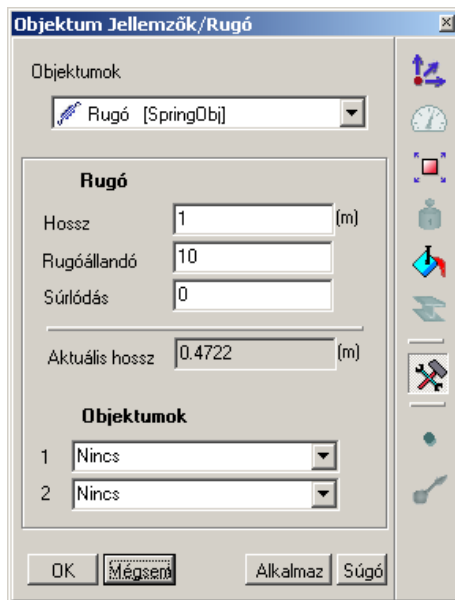 Objektum Jellemzők/Rugó
Objektumok
Rugó [SpringObj]
Rugó
Hossz 1 (m)
Rugóállandó 10
Súrlódás 0
Aktuális hossz 0.4722 (m)
Objektumok
1 Nincs
2 Nincs
OK Mégsem Alkalmaz Súgó